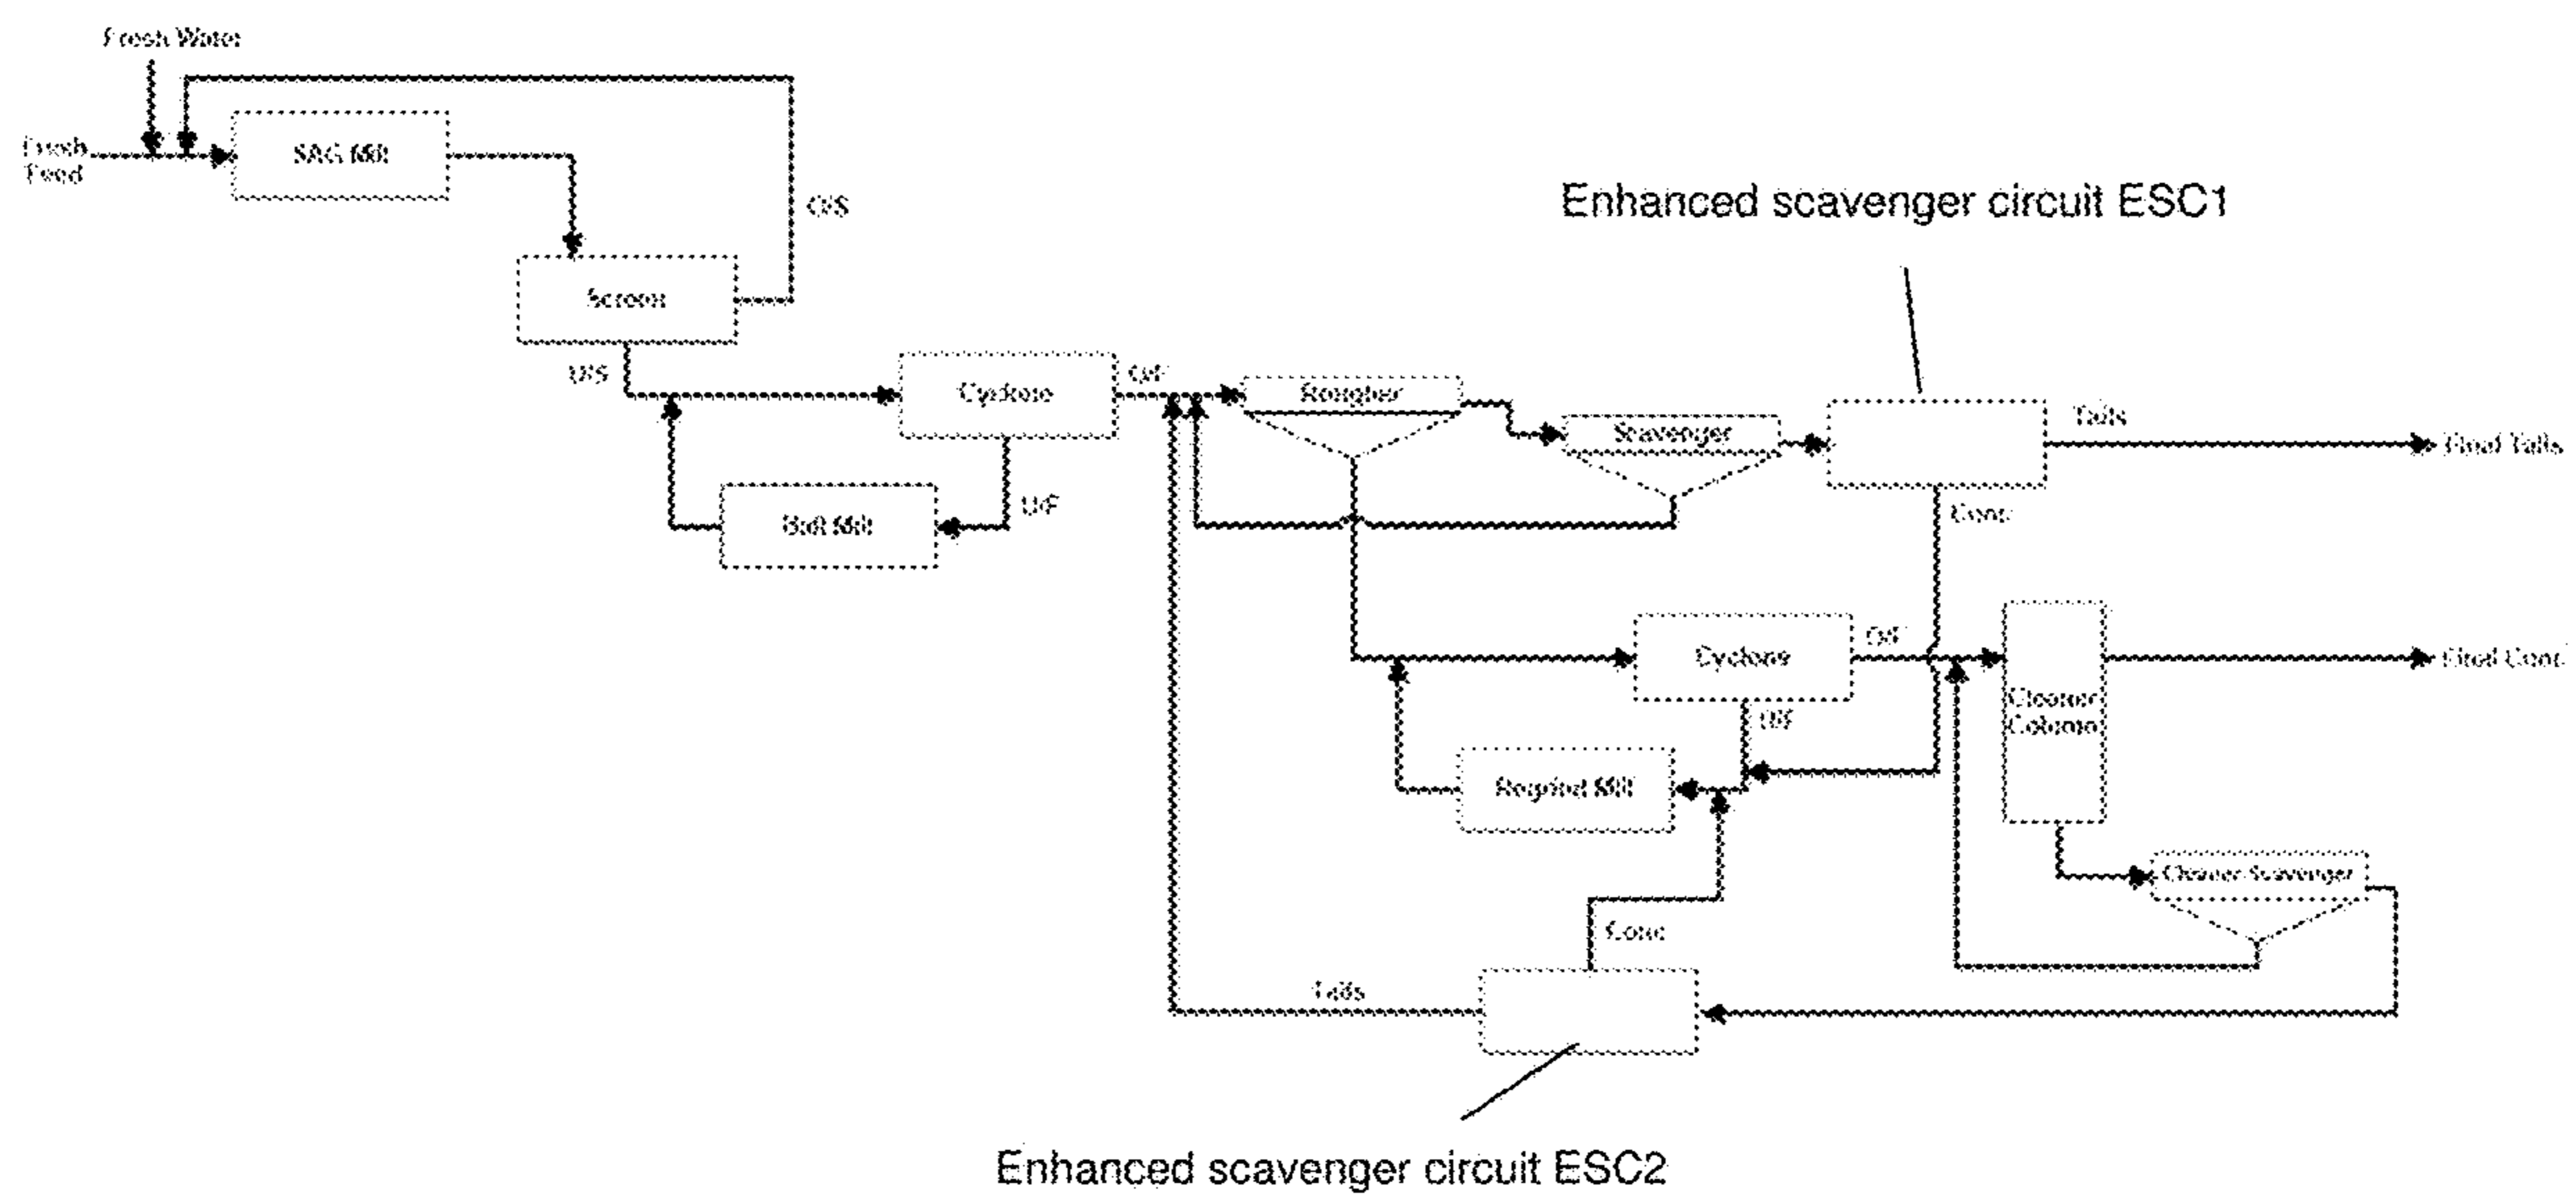 Fresh Water
Fresh
Feed
SAG Mill
O/S
Screen
U/S
Cyclone
O/F
U/F
Ball Mill
Enhanced scavenger circuit ESC1
Rougher
Scavenger
Tails
Final Tails
Conc
Cyclone
O/F
U/F
Regrind Mill
Cleaner
Column
Final Conc
Cleaner Scavenger
Conc
Tails
Enhanced scavenger circuit ESC2